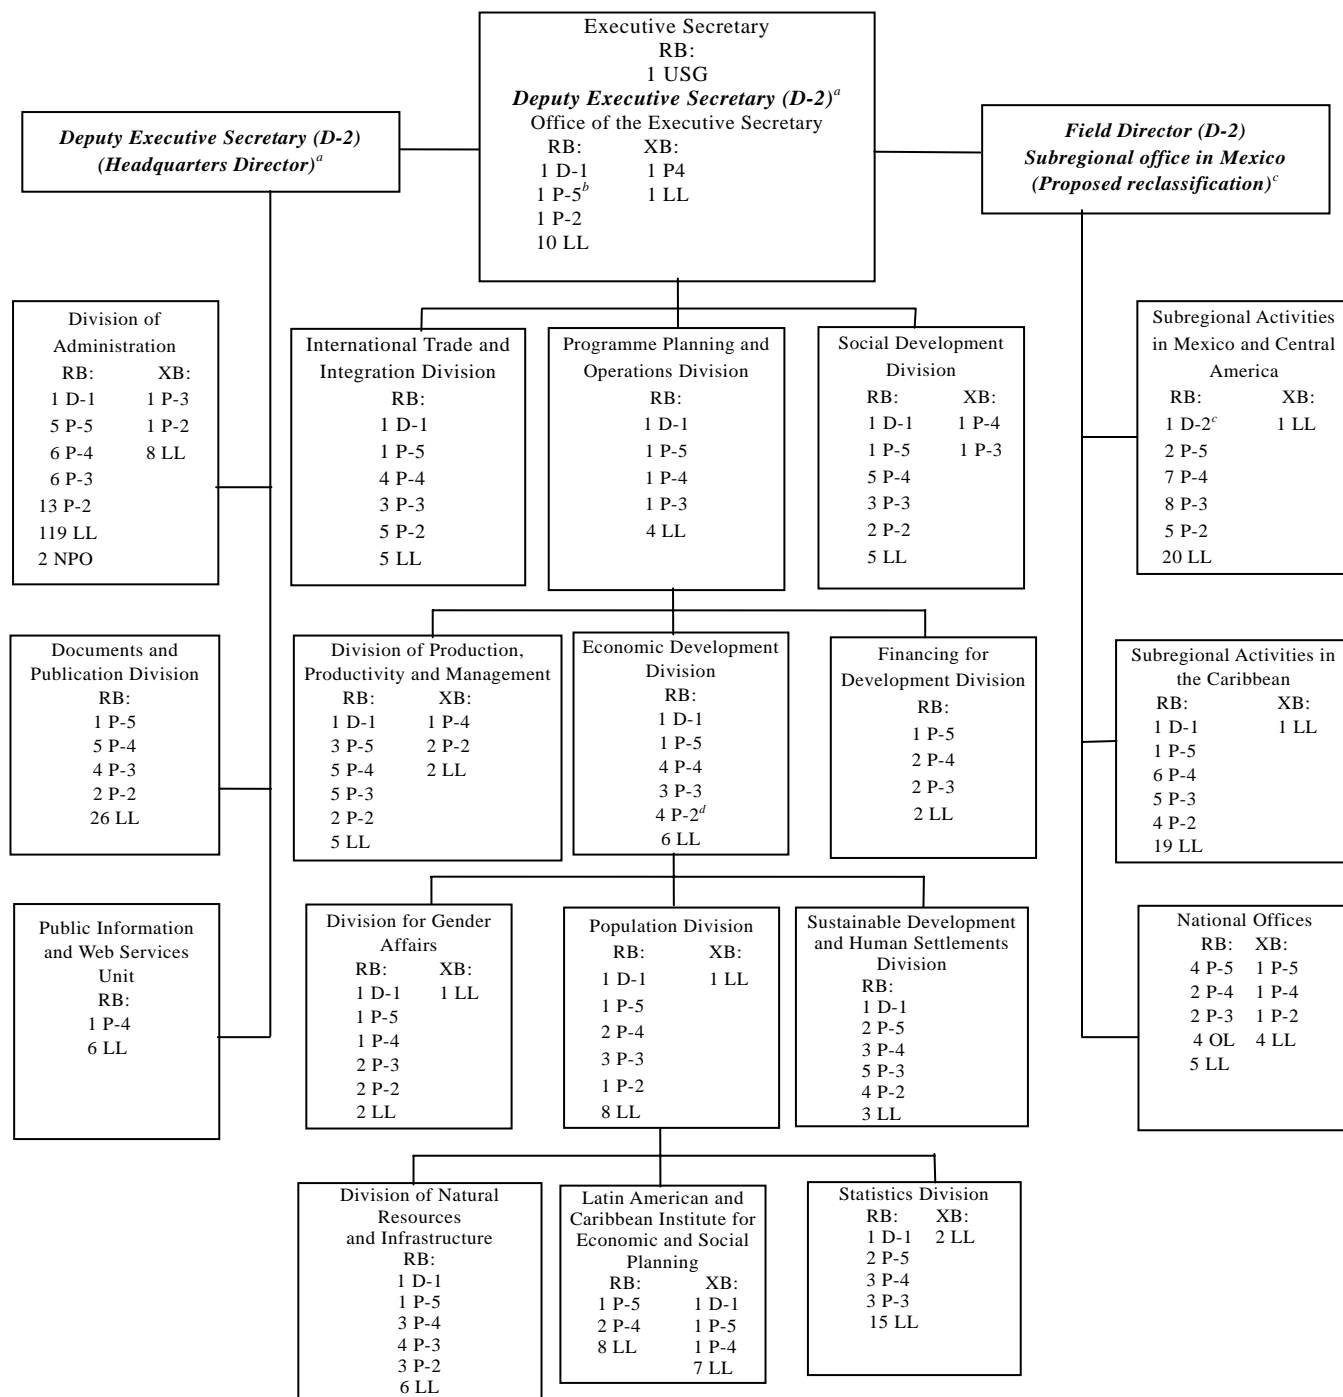 Executive Secretary
RB:
1 USG
Deputy Executive Secretary (D-2)a
Office of the Executive Secretary
RB: XB:
1 D-1 1 P4
1 P-5b 1 LL
1 P-2
10 LL
Deputy Executive Secretary (D-2)
(Headquarters Director)a
Field Director (D-2)
Subregional office in Mexico
(Proposed reclassification)c
Division of
Administration
RB: XB:
1 D-1 1 P-3
5 P-5 1 P-2
6 P-4 8 LL
6 P-3
13 P-2
119 LL
2 NPO
International Trade and
Integration Division
RB:
1 D-1
1 P-5
4 P-4
3 P-3
5 P-2
5 LL
Programme Planning and
Operations Division
RB:
1 D-1
1 P-5
1 P-4
1 P-3
4 LL
Social Development
Division
RB: XB:
1 D-1 1 P-4
1 P-5 1 P-3
5 P-4
3 P-3
2 P-2
5 LL
Subregional Activities
in Mexico and Central
America
RB: XB:
1 D-2c 1 LL
2 P-5
7 P-4
8 P-3
5 P-2
20 LL
Documents and
Publication Division
RB:
1 P-5
5 P-4
4 P-3
2 P-2
26 LL
Division of Production,
Productivity and Management
RB: XB:
1 D-1 1 P-4
3 P-5 2 P-2
5 P-4 2 LL
5 P-3
2 P-2
5 LL
Economic Development
Division
RB:
1 D-1
1 P-5
4 P-4
3 P-3
4 P-2d
6 LL
Financing for
Development Division
RB:
1 P-5
2 P-4
2 P-3
2 LL
Subregional Activities in
the Caribbean
RB: XB:
1 D-1 1 LL
1 P-5
6 P-4
5 P-3
4 P-2
19 LL
Public Information
and Web Services
Unit
RB:
1 P-4
6 LL
Division for Gender
Affairs
RB: XB:
1 D-1 1 LL
1 P-5
1 P-4
2 P-3
2 P-2
2 LL
Population Division
RB: XB:
1 D-1 1 LL
1 P-5
2 P-4
3 P-3
1 P-2
8 LL
Sustainable Development
and Human Settlements
Division
RB:
1 D-1
2 P-5
3 P-4
5 P-3
4 P-2
3 LL
National Offices
RB: XB:
4 P-5 1 P-5
2 P-4 1 P-4
2 P-3 1 P-2
4 OL 4 LL
5 LL
Division of Natural
Resources
and Infrastructure
RB:
1 D-1
1 P-5
3 P-4
4 P-3
3 P-2
6 LL
Latin American and
Caribbean Institute for
Economic and Social
Planning
RB: XB:
1 P-5 1 D-1
2 P-4 1 P-5
8 LL 1 P-4
7 LL
Statistics Division
RB: XB:
1 D-1 2 LL
2 P-5
3 P-4
3 P-3
15 LL